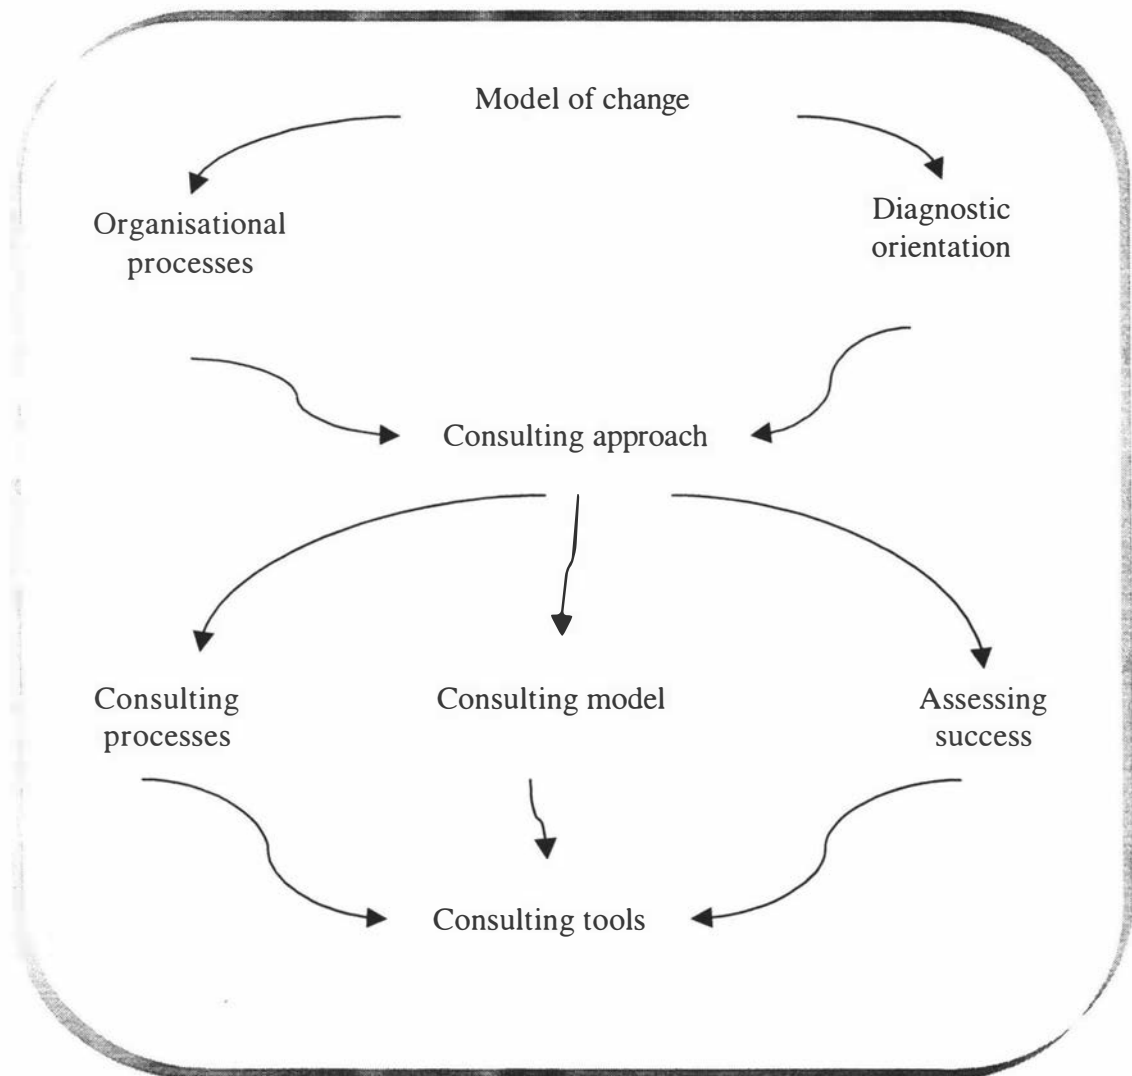 Model of change
Organisational
processes
Diagnostic
orientation
Consulting approach
Consulting
processes
Consulting model
Assessing
success
Consulting tools